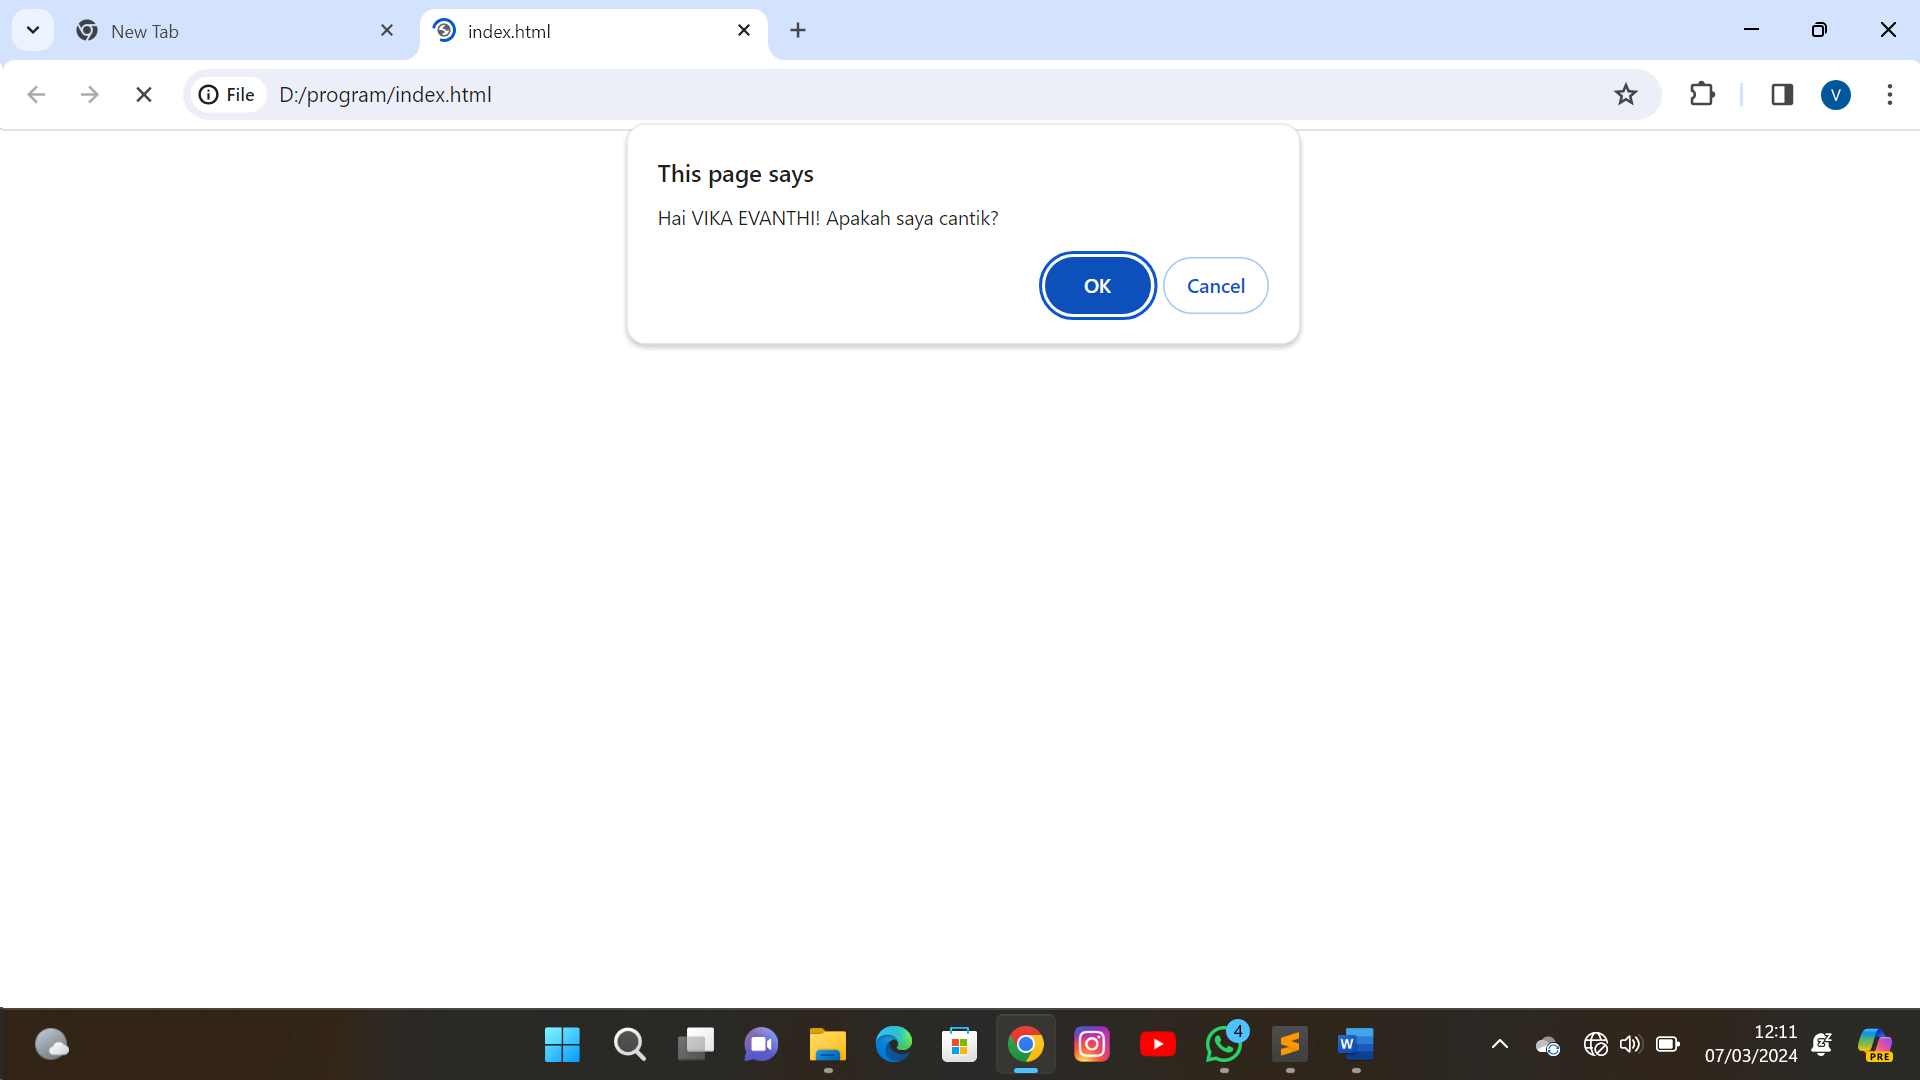 New Tab
index.html
File
D:/program/index.html
V
This page says
Hai VIKA EVANTHI! Apakah saya cantik?
OK
Cancel
4
W
12:11
07/03/2024
PRE